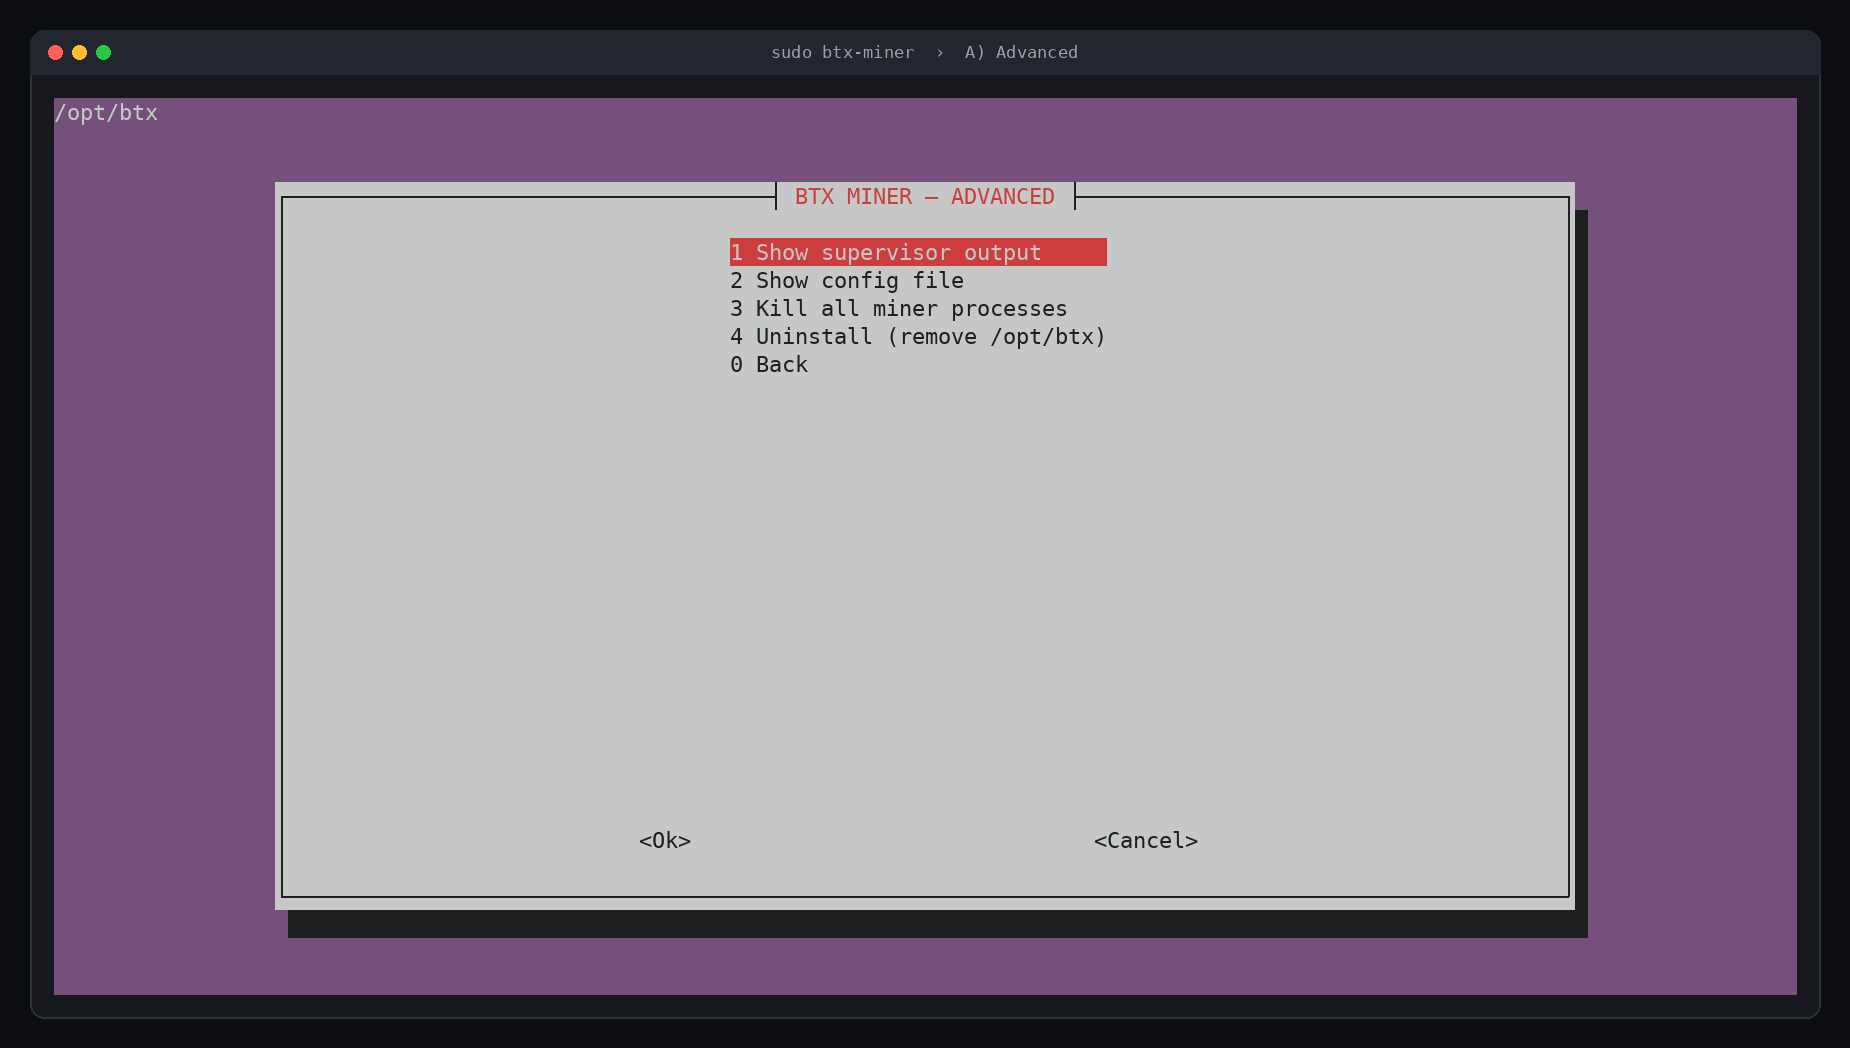 sudo btx-miner › A) Advanced
/opt/btx
BTX MINER — ADVANCED
1 Show supervisor output
2 Show config file
3 Kill all miner processes
4 Uninstall (remove /opt/btx)
0 Back
<Ok> <Cancel>